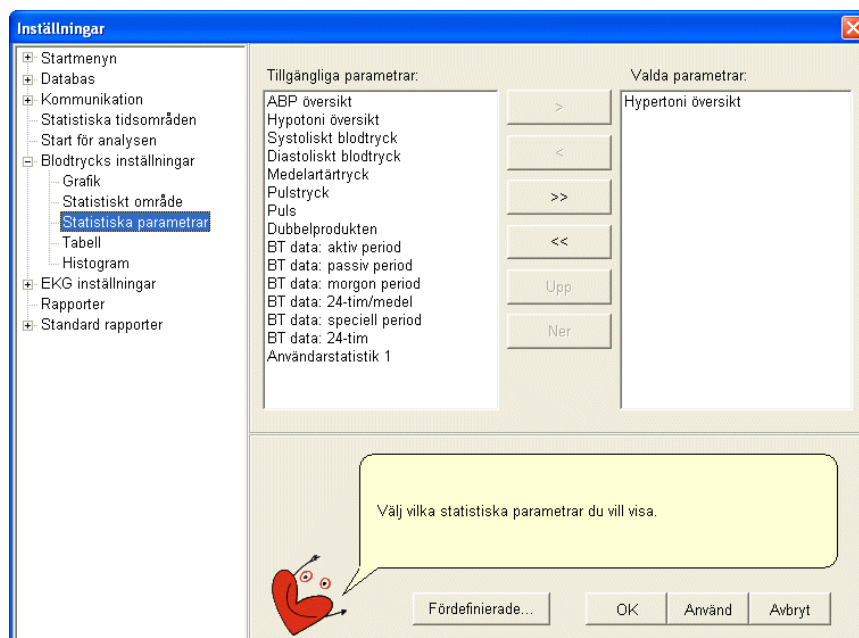 Inställningar
Startmenyn
Databas
Kommunikation
Statistiska tidsområden
Start för analysen
Blodtrycks inställningar
Grafik
Statistiskt område
Statistiska parametrar
Tabell
Histogram
EKG inställningar
Rapporter
Standard rapporter
Tillgängliga parametrar:
ABP översikt
Hypotoni översikt
Systoliskt blodtryck
Diastoliskt blodtryck
Medelartärtryck
Pulstryck
Puls
Dubbelprodukten
BT data: aktiv period
BT data: passiv period
BT data: morgon period
BT data: 24-tim/medel
BT data: speciell period
BT data: 24-tim
Användarstatistik 1
>
<
>>
<<
Upp
Ner
Valda parametrar:
Hypertoni översikt
Välj vilka statistiska parametrar du vill visa.
Fördefinierade...
OK
Använd
Avbryt